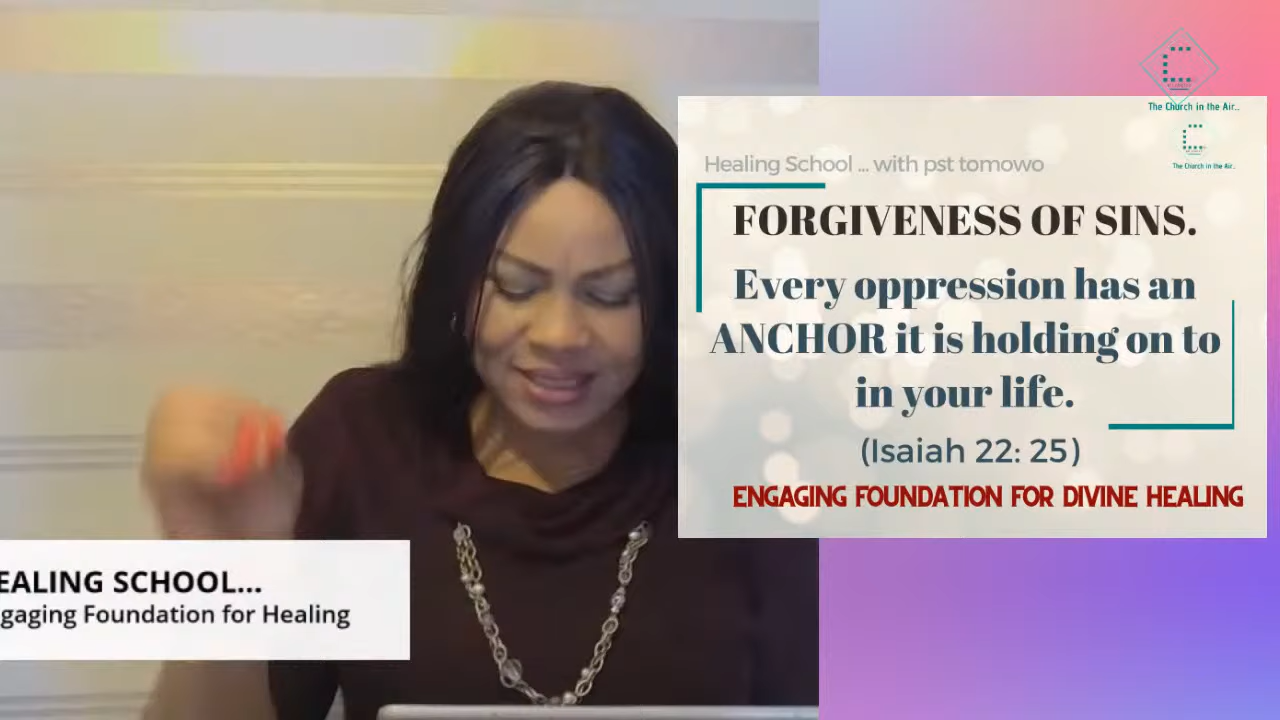 The Church in the Air..
The Church in the Air..
Healing School ... with pst tomowo
FORGIVENESS OF SINS.
Every oppression has an
ANCHOR it is holding on to
in your life.
(Isaiah 22: 25)
ENGAGING FOUNDATION FOR DIVINE HEALING
EALING SCHOOL...
gaging Foundation for Healing